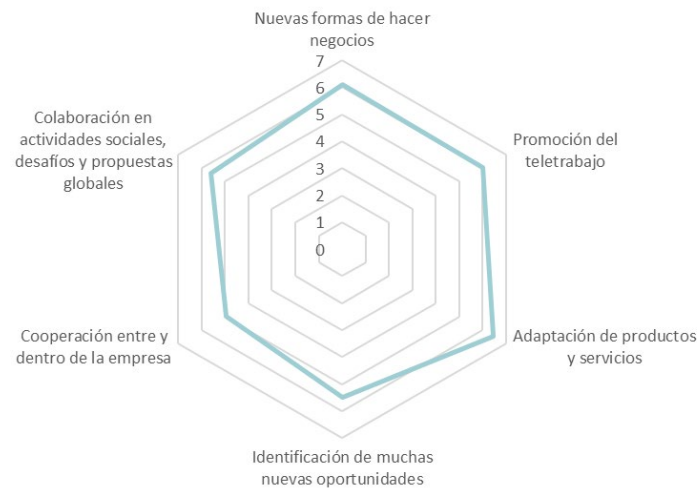 Nuevas formas de hacer
negocios
7
6
5
4
3
2
1
0
Promoción del
teletrabajo
Adaptación de productos
y servicios
Identificación de muchas
nuevas oportunidades
Cooperación entre y
dentro de la empresa
Colaboración en
actividades sociales,
desafíos y propuestas
globales